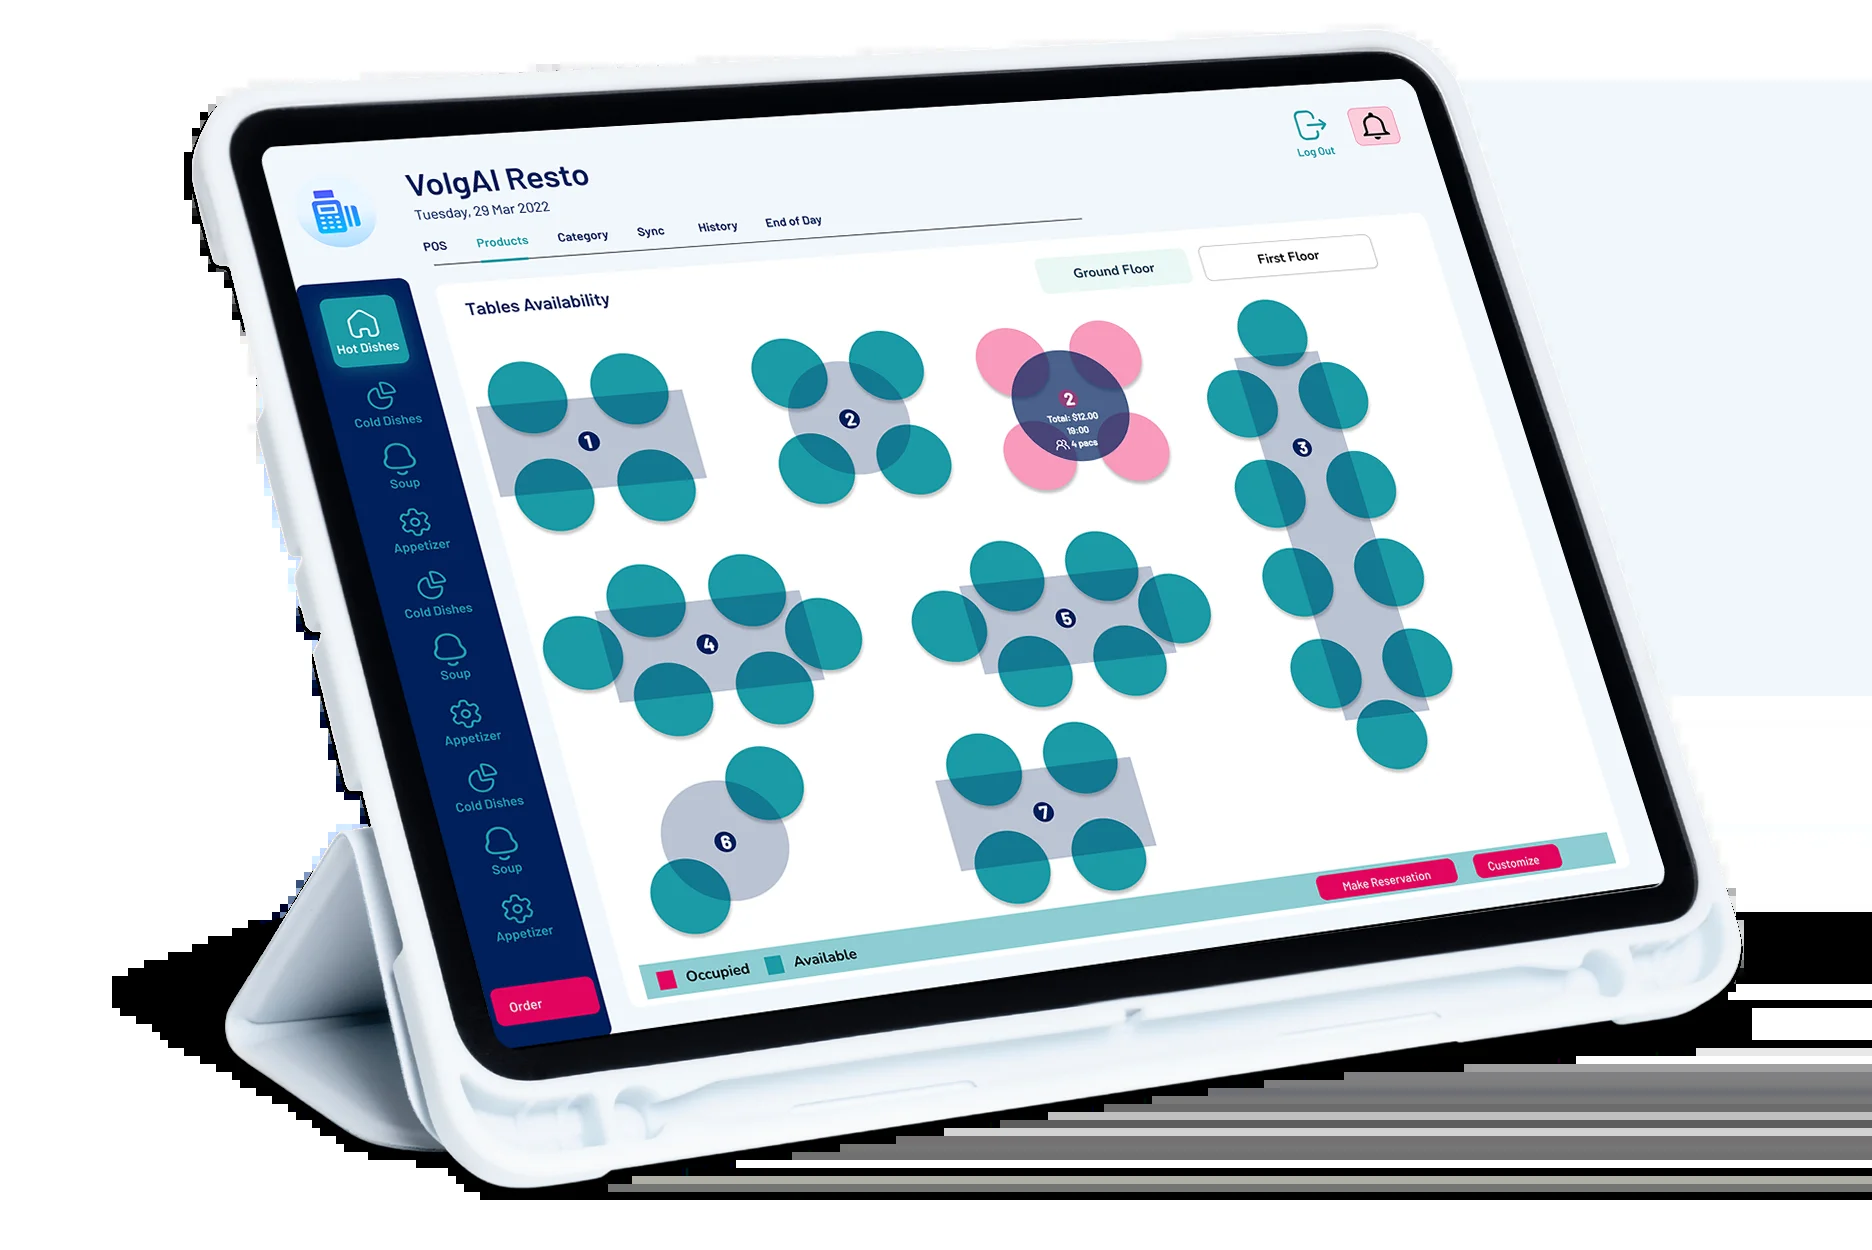 VolgAI Resto
Tuesday, 29 Mar 2022
Log Out
POS Products Category Sync History End of Day
Tables Availability
Ground Floor First Floor
Hot Dishes
Cold Dishes
Soup
Appetizer
Cold Dishes
Soup
Appetizer
Cold Dishes
Soup
Appetizer
Order
1
2
2
Total: $12.00
19:00
4 pacs
3
4
5
6
7
Occupied Available
Make Reservation Customize